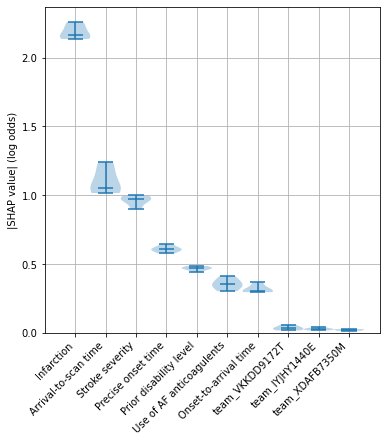 |SHAP value| (log odds)
2.0
1.5
1.0
0.5
0.0
Infarction
Arrival-to-scan time
Stroke severity
Precise onset time
Prior disability level
Use of AF anticoagulents
Onset-to-arrival time
team_VKKDD9172T
team_IYJHY1440E
team_XDAFB7350M